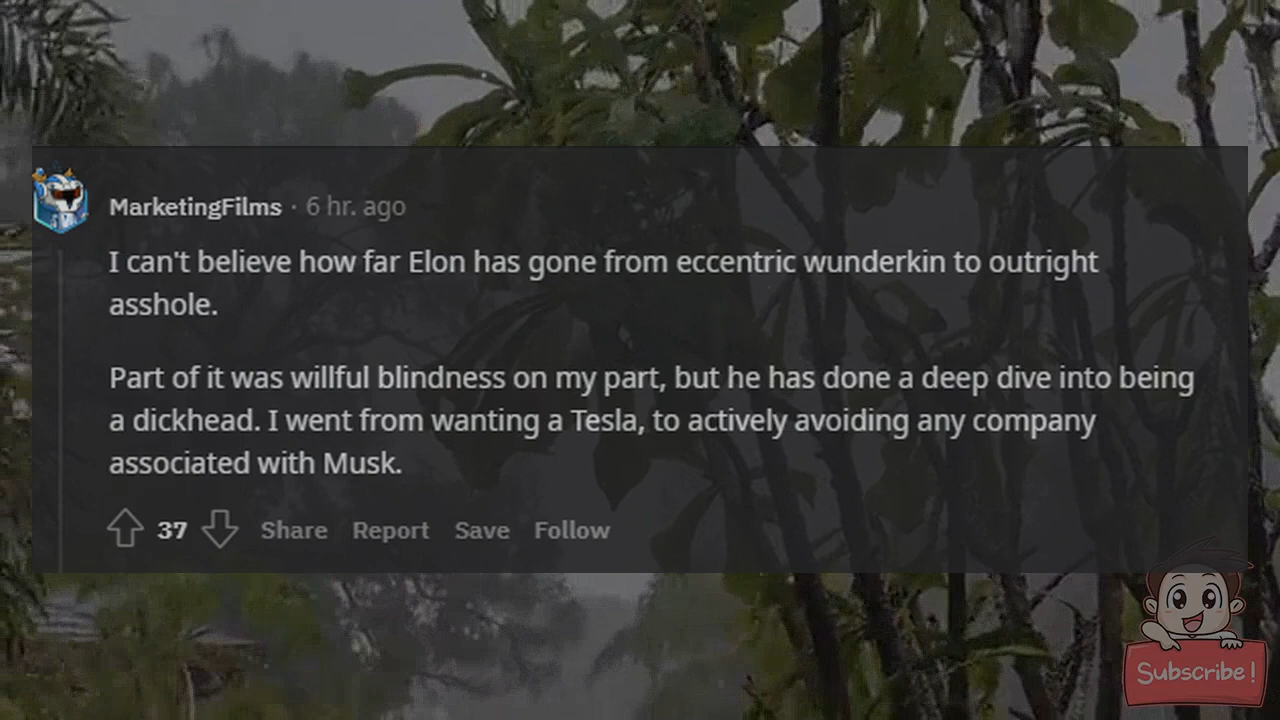 MarketingFilms · 6 hr. ago
I can't believe how far Elon has gone from eccentric wunderkin to outright
asshole.
Part of it was willful blindness on my part, but he has done a deep dive into being
a dickhead. I went from wanting a Tesla, to actively avoiding any company
associated with Musk.
37 Share Report Save Follow
Subscribe!